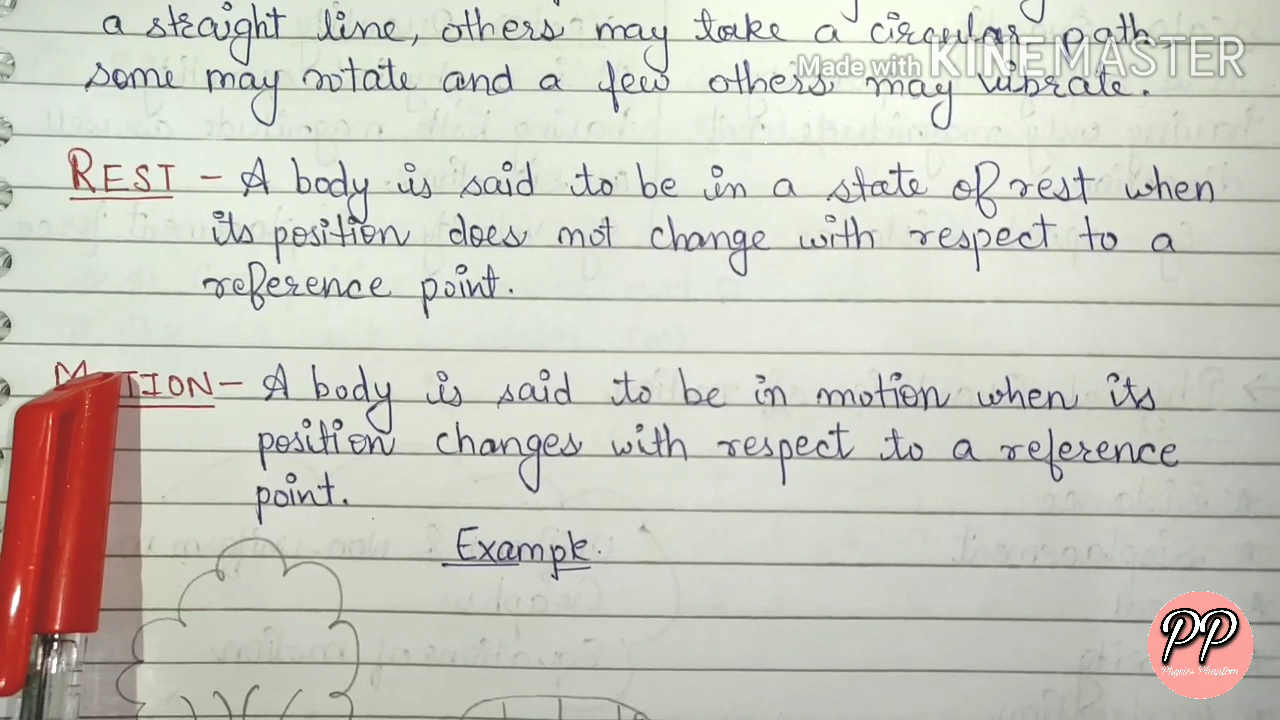 a straight line, others may take a circular path,
some may rotate and a few others may vibrate.
Made with KINEMASTER
REST - A body is said to be in a state of rest when
its position does not change with respect to a
reference point.
MOTION - A body is said to be in motion when its
position changes with respect to a reference
point.
Example.
PP
Physics Phantom